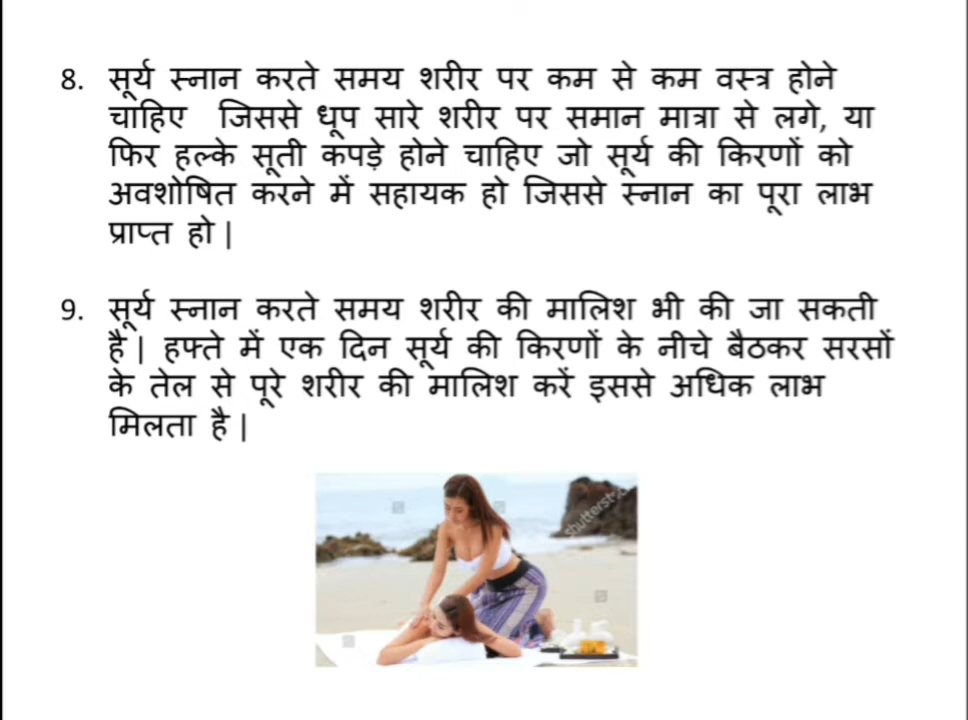 8. सूर्य स्नान करते समय शरीर पर कम से कम वस्त्र होने
चाहिए जिससे धूप सारे शरीर पर समान मात्रा से लगे, या
फिर हल्के सूती कपड़े होने चाहिए जो सूर्य की किरणों को
अवशोषित करने में सहायक हो जिससे स्नान का पूरा लाभ
प्राप्त हो |
9. सूर्य स्नान करते समय शरीर की मालिश भी की जा सकती
है | हफ्ते में एक दिन सूर्य की किरणों के नीचे बैठकर सरसों
के तेल से पूरे शरीर की मालिश करें इससे अधिक लाभ
मिलता है |